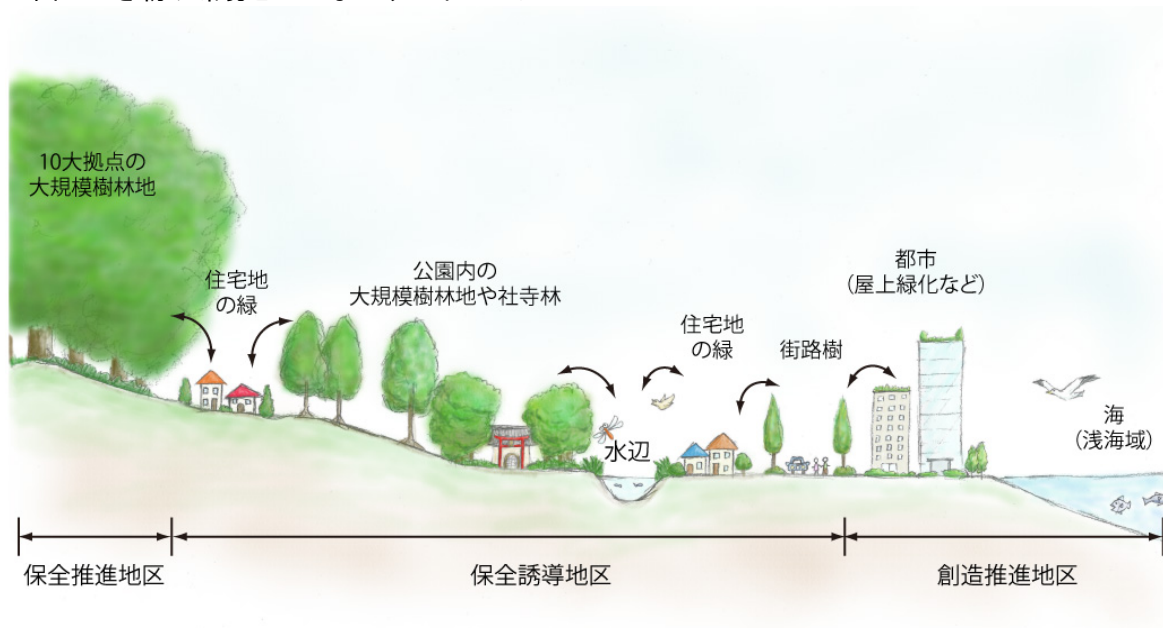 10大拠点の
大規模樹林地
住宅地
の緑
公園内の
大規模樹林地や社寺林
水辺
住宅地
の緑
街路樹
都市
（屋上緑化など）
海
（浅海域）
保全推進地区
保全誘導地区
創造推進地区